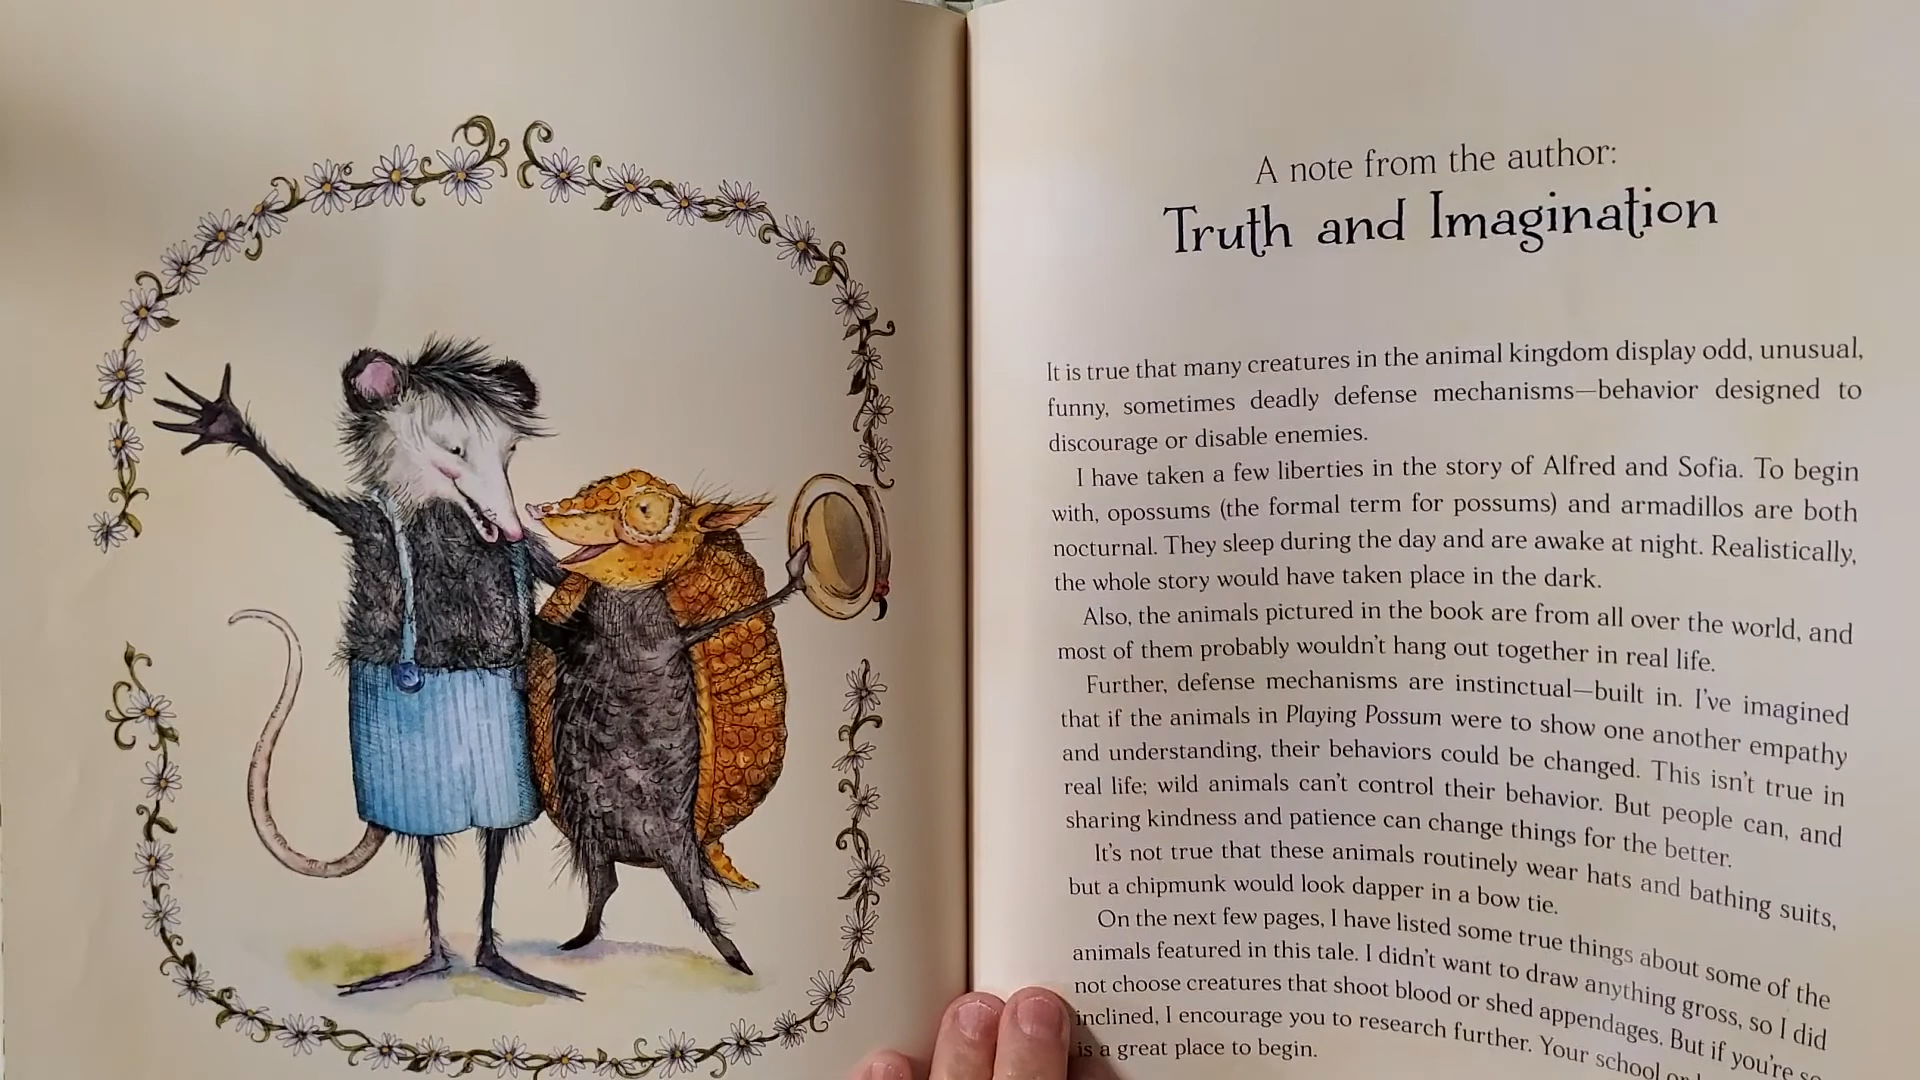 A note from the author:
Truth and Imagination
It is true that many creatures in the animal kingdom display odd, unusual,
funny, sometimes deadly defense mechanisms—behavior designed to
discourage or disable enemies.
I have taken a few liberties in the story of Alfred and Sofia. To begin
with, opossums (the formal term for possums) and armadillos are both
nocturnal. They sleep during the day and are awake at night. Realistically,
the whole story would have taken place in the dark.
Also, the animals pictured in the book are from all over the world, and
most of them probably wouldn't hang out together in real life.
Further, defense mechanisms are instinctual—built in. I've imagined
that if the animals in Playing Possum were to show one another empathy
and understanding, their behaviors could be changed. This isn't true in
real life; wild animals can't control their behavior. But people can, and
sharing kindness and patience can change things for the better.
It's not true that these animals routinely wear hats and bathing suits,
but a chipmunk would look dapper in a bow tie.
On the next few pages, I have listed some true things about some of the
animals featured in this tale. I didn't want to draw anything gross, so I did
not choose creatures that shoot blood or shed appendages. But if you're so
inclined, I encourage you to research further. Your school or
is a great place to begin.